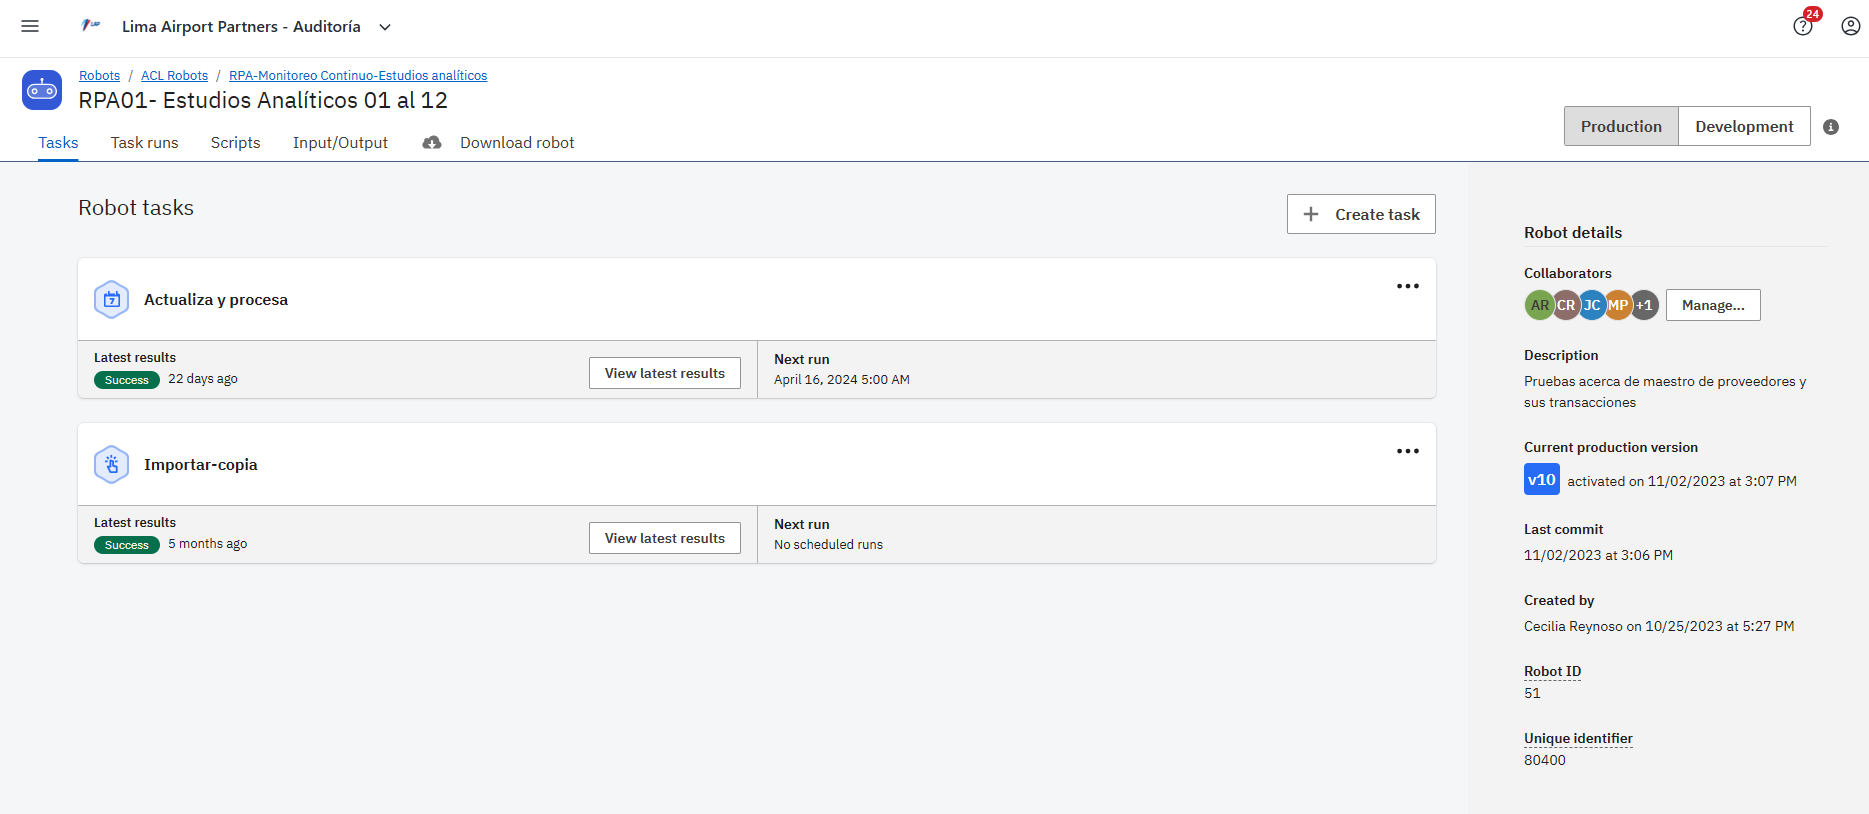 Lima Airport Partners - Auditoría
24
Robots / ACL Robots / RPA-Monitoreo Continuo-Estudios analíticos
RPA01- Estudios Analíticos 01 al 12
Tasks Task runs Scripts Input/Output Download robot
Production Development
Robot tasks
Create task
7
Actualiza y procesa
Latest results
Success 22 days ago
View latest results
Next run
April 16, 2024 5:00 AM
Importar-copia
Latest results
Success 5 months ago
View latest results
Next run
No scheduled runs
Robot details
Collaborators
AR CR JC MP +1 Manage...
Description
Pruebas acerca de maestro de proveedores y
sus transacciones
Current production version
v10 activated on 11/02/2023 at 3:07 PM
Last commit
11/02/2023 at 3:06 PM
Created by
Cecilia Reynoso on 10/25/2023 at 5:27 PM
Robot ID
51
Unique identifier
80400